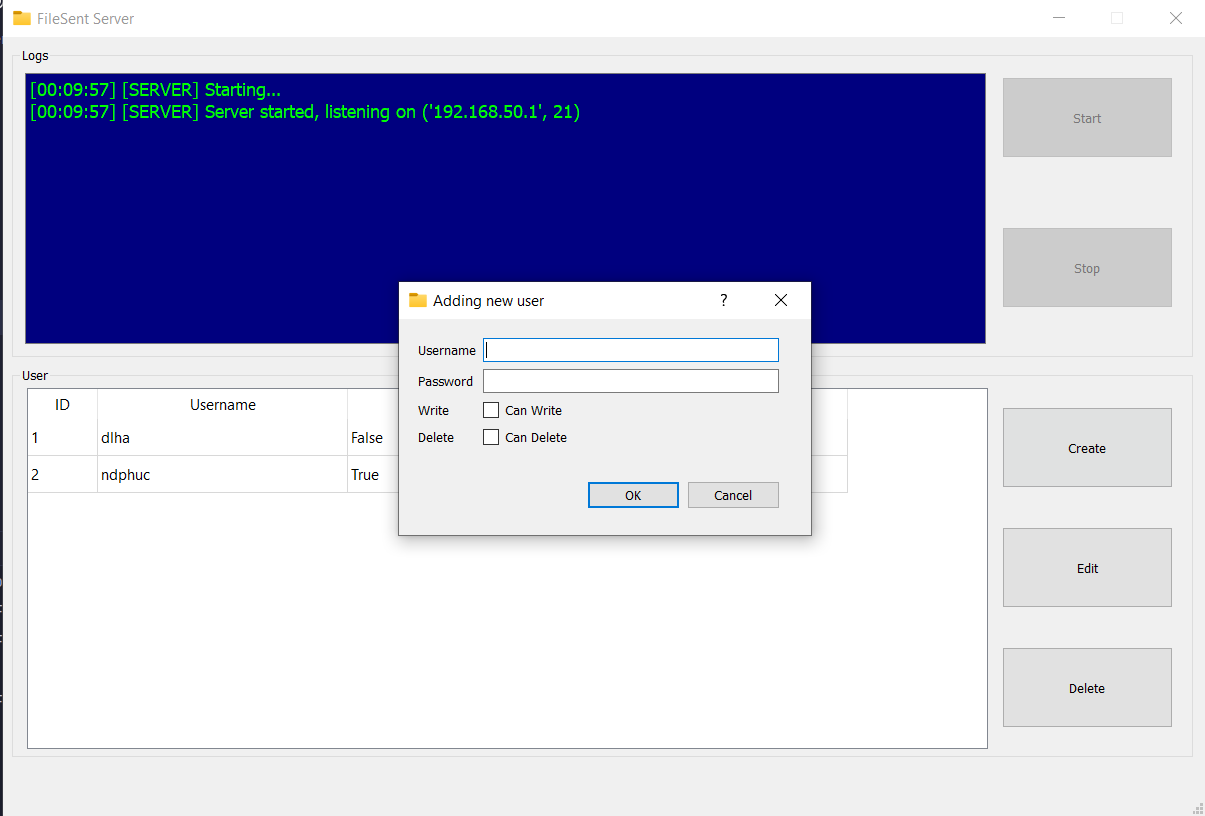 FileSent Server
Logs
[00:09:57] [SERVER] Starting...
[00:09:57] [SERVER] Server started, listening on ('192.168.50.1', 21)
Start
Stop
Adding new user
?
Username
Password
Write Can Write
Delete Can Delete
OK Cancel
User
ID Username
1 dlha False
2 ndphuc True
Create
Edit
Delete